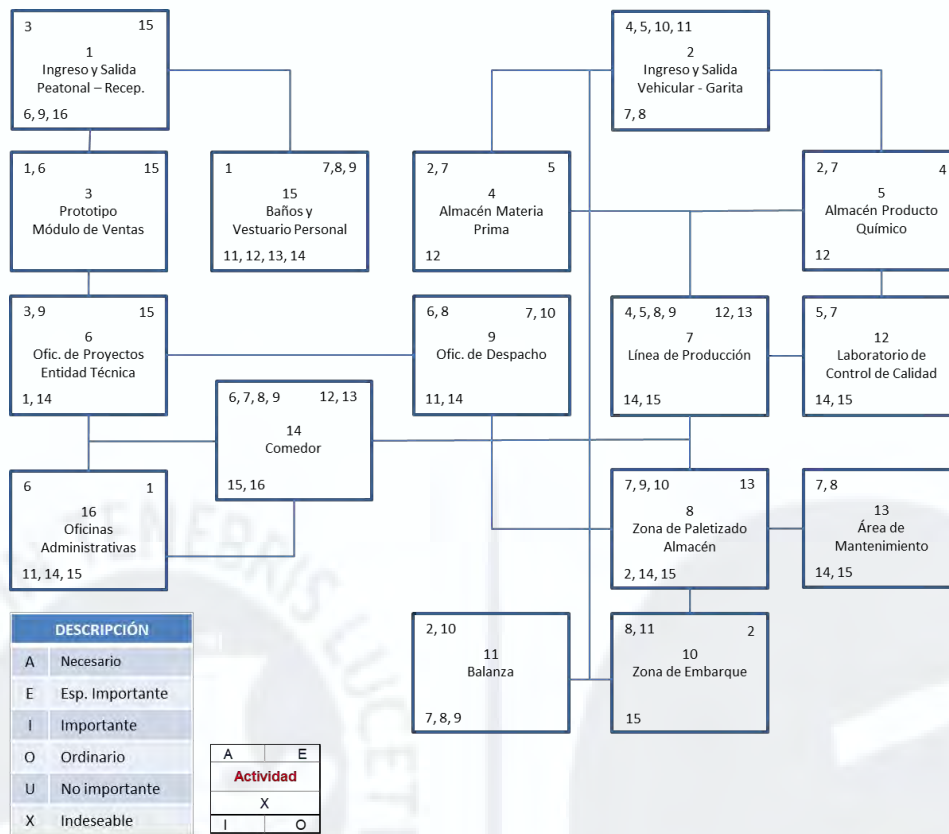 3 15
1
Ingreso y Salida
Peatonal – Recep.
6, 9, 16
4, 5, 10, 11
2
Ingreso y Salida
Vehicular - Garita
7, 8
1, 6 15
3
Prototipo
Módulo de Ventas
1 7,8, 9
15
Baños y
Vestuario Personal
11, 12, 13, 14
2, 7 5
4
Almacén Materia
Prima
12
2, 7 4
5
Almacén Producto
Químico
12
3, 9 15
6
Ofic. de Proyectos
Entidad Técnica
1, 14
6, 8 7, 10
9
Ofic. de Despacho
11, 14
4, 5, 8, 9 12, 13
7
Línea de Producción
14, 15
5, 7
12
Laboratorio de
Control de Calidad
14, 15
6, 7, 8, 9 12, 13
14
Comedor
15, 16
6 1
16
Oficinas
Administrativas
11, 14, 15
7, 9, 10 13
8
Zona de Paletizado
Almacén
2, 14, 15
7, 8
13
Área de
Mantenimiento
14, 15
2, 10
11
Balanza
7, 8, 9
8, 11 2
10
Zona de Embarque
15
DESCRIPCIÓN
A Necesario
E Esp. Importante
I Importante
O Ordinario
U No importante
X Indeseable
A E
Actividad
X
I O
TENEBRIS LUCET